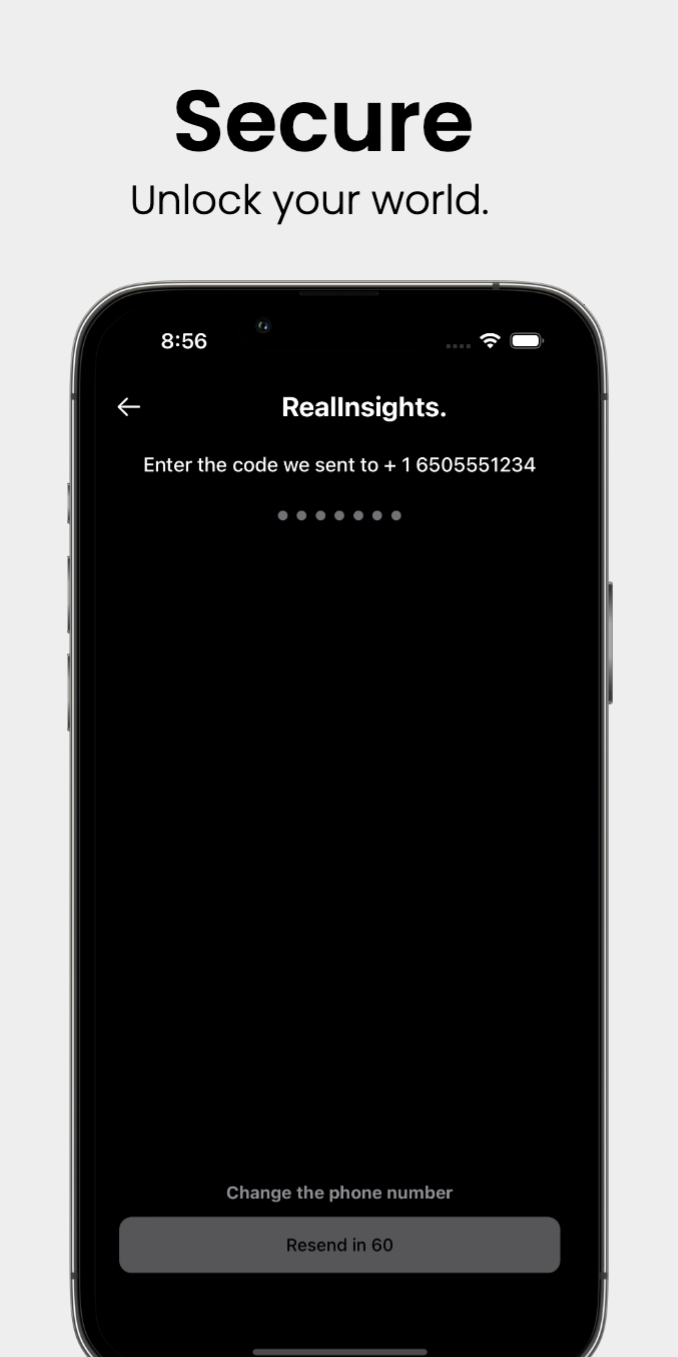 Secure
Unlock your world.
8:56
RealInsights.
Enter the code we sent to + 1 6505551234
Change the phone number
Resend in 60